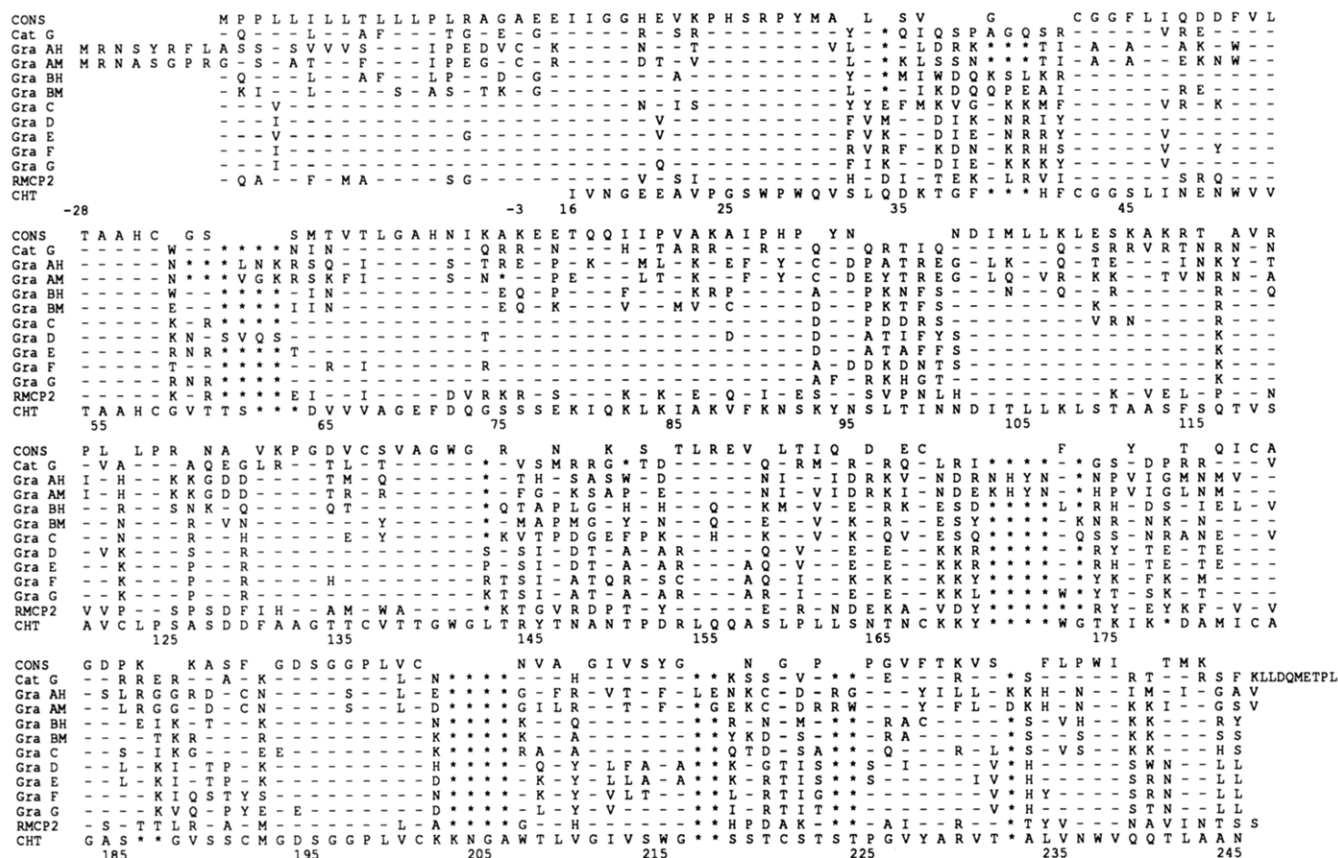 CONS M P P L L I L L T L L L P L R A G A E E I I G G H E V K P H S R P Y M A L S V G C G G F L I Q D D F V L
Cat G - Q - - - L - - A F - - - T G - E - - - - - R - S R - - - - - - - Y - * Q I Q S P A G Q S R - - - - - V R E - - -
Gra AH M R N S Y R F L A S S - S V V V S - - - I P E D V C - K - - - - N - - T - - - - - - V L - * - L D R K * * * T I - A - A - - A K - W -
Gra AM M R N A S G P R G - S - A T - - F - - - I P E G - C - R - - - - D T - V - - - - - - - L - * K L S S N * * * T I - A - A - - E K N W -
Gra BH - Q - - - L - - A F - L P - - D - G - - - - - - - A - - - - - - - Y - * M I W D Q K S L K R
Gra BM - K I - - L - - - - S - A S - T K - G - - - - - - - - - - - - - - - L - * - I K D Q Q P E A I - - - - - R E - - -
Gra C - - - V - - - - - - - - - - - - - - - - - - - - N - I S - - - - - - - Y Y E F M K V G - K K M F - - - - - V R - K - -
Gra D - - - I - - - - - - - - - - - - - - - - - - - - - V - - - - - - - - F V M - - D I K - N R I Y
Gra E - - - V - - - - - - - - - - G - - - - - - - - - - V - - - - - - - - F V K - - D I E - N R R Y - - - - - V - - - - -
Gra F - - - I - - - - - - - - - - - - - - - - - - - - - - - - - - - - - - R V R F - K D N - K R H S - - - - - V - - Y - -
Gra G - - - I - - - - - - - - - - - - - - - - - - - - - Q - - - - - - - - F I K - - D I E - K K K Y - - - - - V - - - - -
RMCP2 - Q A - - F - M A - - - - S G - - - - - - - - - V - S I - - - - - - - H - D I - T E K - L R V I - - - - - S R Q - - -
CHT I V N G E E A V P G S W P W Q V S L Q D K T G F * * * H F C G G S L I N E N W V V
-28 -3 16 25 35 45
CONS T A A H C G S S M T V T L G A H N I K A K E E T Q Q I I P V A K A I P H P Y N N D I M L L K L E S K A K R T A V R
Cat G - - - - - W - - * * * * - N I N - - - - - - - - Q R R - N - - - H - T A R R - - R - - Q - Q R T I Q - - - - - - - Q - S R R V R T N R N - N
Gra AH - - - - - N * * * L N K R S Q - I - - - - - S - T R E - P - K - - M L - K - E F - Y - C - D P A T R E G - L K - - Q - T E - - - I N K Y - T
Gra AM - - - - - N - * * V G K R S K F I - - - - S - N * - - P E - - - L T - K - - F - Y C - D E Y T R E G - L Q - V R - K K - - T V N R N - A
Gra BH - - - - - W - - * * * * - I N - - - - - - - - - E Q - P - - - F - - - K R P - - - - A - P K N F S - - N - - Q - - R - - - - - R - - Q
Gra BM - - - - - E - - * * * * I I N - - - - - - - - - E Q - K - - - V - - M V - C - - - - D - P K T F S - - - - - - - K - - - - - R
Gra C - - - - - K - R * * * * - - - - - - - - - - - - - - - - - - - - - - - - - - - - - D - P D D R S - - - - - - - - V R N - - - - R
Gra D - - - - - K N - S V Q S - - - - - - - - - - - T - - - - - - - - - - - - - D - - - - D - A T I F Y S
Gra E - - - - - R N R * * * * T - - - - - - - - - - - - - - - - - - - - - - - - - - - - D - A T A F F S - - - - - - - - - - - - - - K
Gra F - - - - - T - - * * * * - - R - I - - - - - - R - - - - - - - - - - - - - - - - - - - A - D D K D N T S - - - - - - - - - - - - - - K
Gra G - - - - - R N R * * * * - - - - - - - - - - - - - - - - - - - - - - - - - - - - - A F - R K H G T - - - - - - - - - - - - - - K
RMCP2 - - - - - K - R * * * * E I - - I - - - - D V R K R - S - - K - K - E - Q - I - E S - - S V P N L H - - - - - - - K - V E L - P - - N
CHT T A A H C G V T T S * * * D V V V A G E F D Q G S S S E K I Q K L K I A K V F K N S K Y N S L T I N N D I T L L K L S T A A S F S Q T V S
55 65 75 85 95 105 115
CONS P L L P R N A V K P G D V C S V A G W G R N K S T L R E V L T I Q D E C F Y T Q I C A
Cat G - V A - - - A Q E G L R - - T L - T - - - - - * - V S M R R G * T D - - - - Q - R M - R - R Q - L R I * * * * - G S - D P R R - - V
Gra AH I - H - - K K G D D - - - - T M - Q - - - - - * - T H - S A S W - D - - - - N I - - I D R K V - N D R N H Y N - * N P V I G M N M V - -
Gra AM I - H - - K K G D D - - - - T R - R - - - - - * - F G - K S A P - E - - - - N I - V I D R K I - N D E K H Y N - * H P V I G L N M - - -
Gra BH - - R - - S N K - Q - - - - Q T - - - - - - - * Q T A P L G - H - H - - Q - K M - V - E R K - E S D * * * * L * R H - D S - I E L - V
Gra BM - - N - - - R - V N - - - - - - - - Y - - - - * - M A P M G - Y - N - - Q - - E - - V - K - R - E S Y * * * * - K N R - N K - N
Gra C - - N - - - R - - H - - - - - E - Y - - - - - * K V T P D G E F P K - - H - - K - - V - K Q V - E S Q * * * * - Q S S - N R A N E - - V
Gra D - V K - - - S - - R - - - - - - - - - - - - - S - S I - D T - A - A R - - - Q - V - - E - E - - K K R * * * * - R Y - T E - T E
Gra E - - K - - - P - - R - - - - - - - - - - - - - - - S I - D T - A - A R - - A Q - V - - E - E - - K K R * * * * - R H - T E - T E
Gra F - - K - - - P - - R - - - - H - - - - - - - - R T S I - A T Q R - S C - - A Q - I - - K - E - - K K Y * * * * - Y K - F K - M
Gra G - - K - - - P - - R - - - - - - - - - - - - - K T S I - A T - A - A R - - A R - I - - E - E - - K K L * * * * W * Y T - S K - T
RMCP2 V V P - - S P S D F I H - - A M - W A - - - - * K T G V R D P T - Y - - - - E - R - N D E K A - V D Y * * * * * * R Y - E Y K F - V - V
CHT A V C L P S A S D D F A A G T T C V T T G W G L T R Y T N A N T P D R L Q Q A S L P L L S N T N C K K Y * * * * W G T K I K * D A M I C A
125 135 145 155 165 175
CONS G D P K K A S F G D S G G P L V C N V A G I V S Y G N G P P G V F T K V S F L P W I T M K
Cat G - - R R E R - - A - K - - - - - - - - - N * * * * - - - H - - - - - - - * * K S S - V - * * - - E - - R - - * S - - - - - R T - - R S F KLLDQMETPL
Gra AH - S L R G G R D - C N - - - - S - - L - E * * * * G - F R - V T - F - L E N K C - D - R G - - - Y I L L - K K H - N - - I M - I - G A V
Gra AM - - L R G G - D - C N - - - - S - - L - D * * * * G I L R - - T - F - * G E K C - D R R W - - - Y - F L - D K H - N - - K K I - - G S V
Gra BH - - - E I K - T - - K - - - - - - - - - K * * * * - - - Q - - - - - - - * * R - N - M - * * - R A C - - - - * S - V H - - K K - - - R Y
Gra BM - - - - T K R - - - R - - - - - - - - - K * * * * - - - A - - - - - - - * * Y K D - S - * * - R A - - - - - * S - - S - - K K - - - H Y
Gra C - - S - I K G - - E E - - - - - - - - - - * * * * K R A - A - - - - - - * * Q T D - S A * * - Q - - - R - L * S - V S - - K K - - - H S
Gra D - - L - K I - T P - K - - - - - - - - - H * * * * - - Q - Y - L F A - A * * K - G T I S * * S - I - - - - V * H - - - - - S W N - - L L
Gra E - - L - K I - T P - K - - - - - - - - - D * * * * - - K - Y - L L A - A * * K - R T I S * * S - - - - I V - * H - - - - - S R N - - L L
Gra F - - - - K I Q S T Y S - - - - - - - - - N * * * * - - K - Y - V L T - - * * L - R T I G * * - - - - - - V * H Y - - - - S R N - - L L
Gra G - - - - K V Q - P Y E - E - - - - - - - D * * * * - - L - Y - V - - - - * * I - R T I T * * - - - - - - V * H - - - - - S T N - - L L
RMCP2 - - S - T T L R - A - M - - - - - - L - A * * * * - - G - H - - - - - - * * H P D A K - * * - A I - - R - - * T Y V - - - N A V I N T S S
CHT G A S * * G V S S C M G D S G G P L V C K K N G A W T L V G I V S W G * * S S T C S T S T P G V Y A R V T * A L V N W V Q Q T L A A N
185 195 205 215 225 235 245